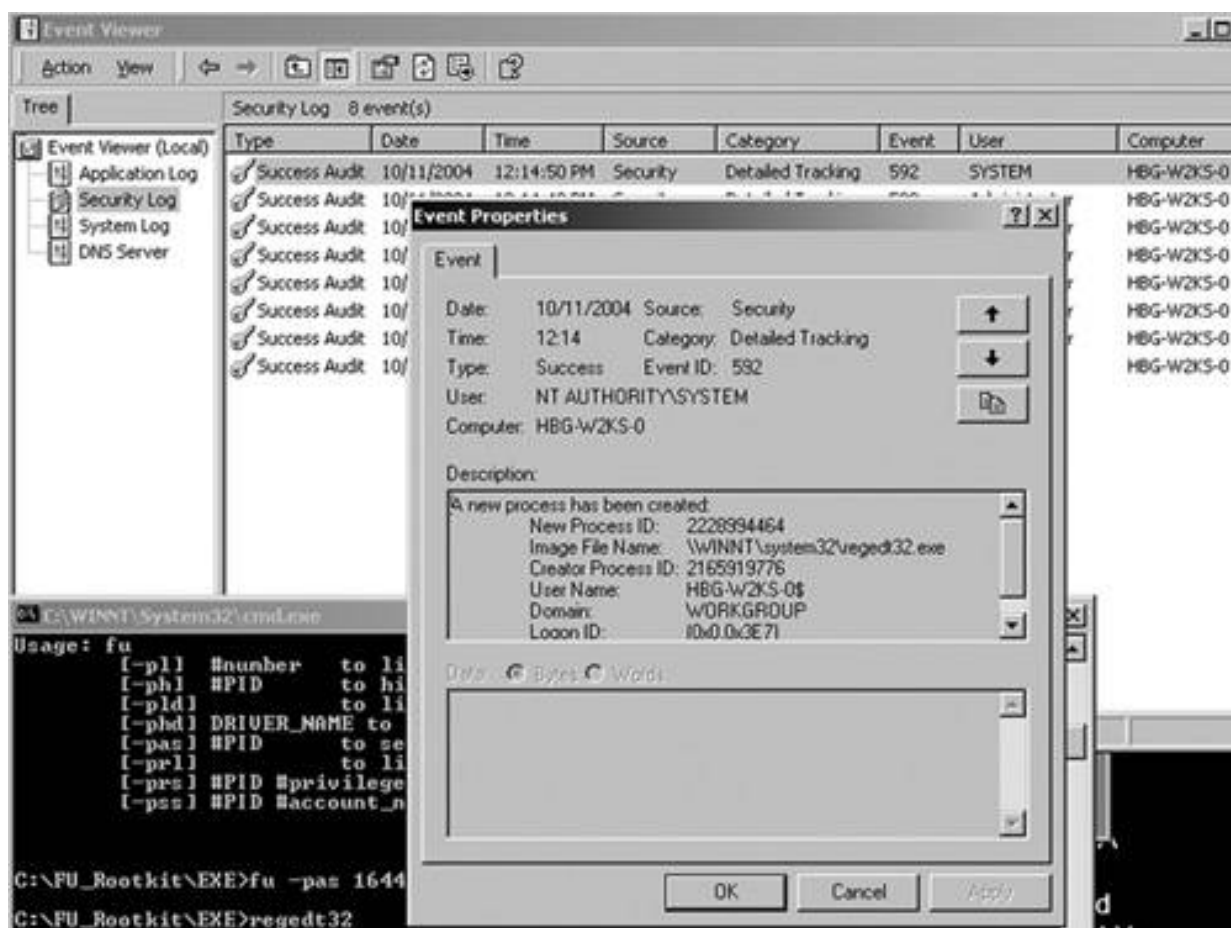 Event Viewer
Action View
Tree
Security Log 8 event(s)
Event Viewer (Local)
Application Log
Security Log
System Log
DNS Server
Type Date Time Source Category Event User Computer
Success Audit 10/11/2004 12:14:50 PM Security Detailed Tracking 592 SYSTEM HBG-W2KS-0
Success Audit 10/ HBG-W2KS-0
Success Audit 10/ HBG-W2KS-0
Success Audit 10/ HBG-W2KS-0
Success Audit 10/ HBG-W2KS-0
Success Audit 10/ HBG-W2KS-0
Success Audit 10/ HBG-W2KS-0
Success Audit 10/ HBG-W2KS-0
Event Properties
Event
Date: 10/11/2004 Source: Security
Time: 12:14 Category: Detailed Tracking
Type: Success Event ID: 592
User: NT AUTHORITY\SYSTEM
Computer: HBG-W2KS-0
Description:
A new process has been created:
New Process ID: 2228994464
Image File Name: \WINNT\system32\regedt32.exe
Creator Process ID: 2165919776
User Name: HBG-W2KS-0$
Domain: WORKGROUP
Logon ID: (0x0,0x3E7)
Data: Bytes Words
OK Cancel Apply
C:\WINNT\System32\cmd.exe
Usage: fu
[-pl] #number to li
[-ph] #PID to hi
[-pld] to li
[-phd] DRIVER_NAME to
[-pas] #PID to se
[-prl] to li
[-prs] #PID #privilege
[-pss] #PID #account_n
C:\FU_Rootkit\EXE>fu -pas 1644
C:\FU_Rootkit\EXE>regedt32
d